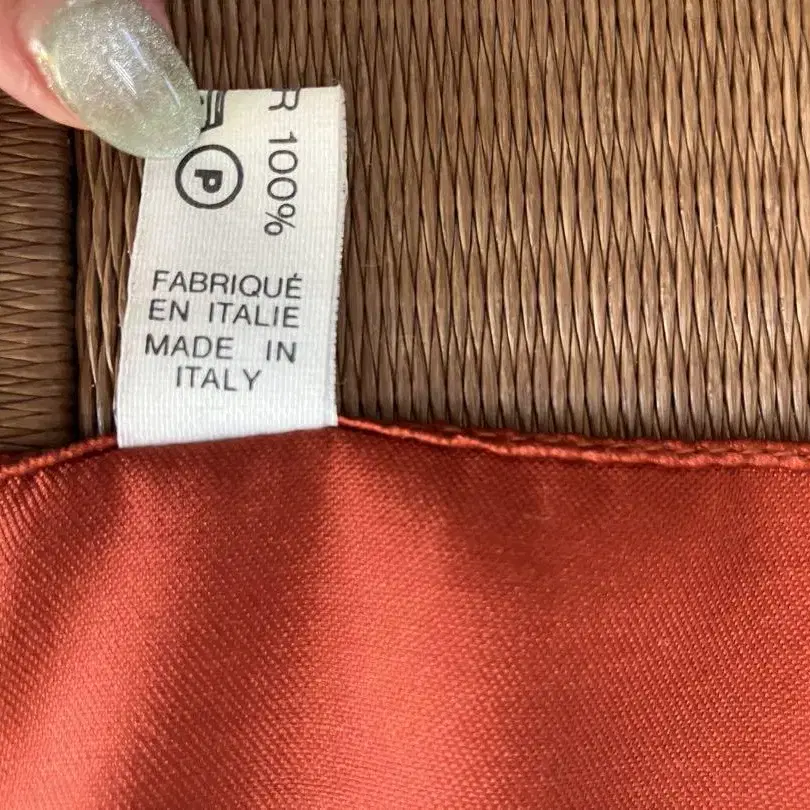 R 100%
P
FABRIQUÉ
EN ITALIE
MADE IN
ITALY